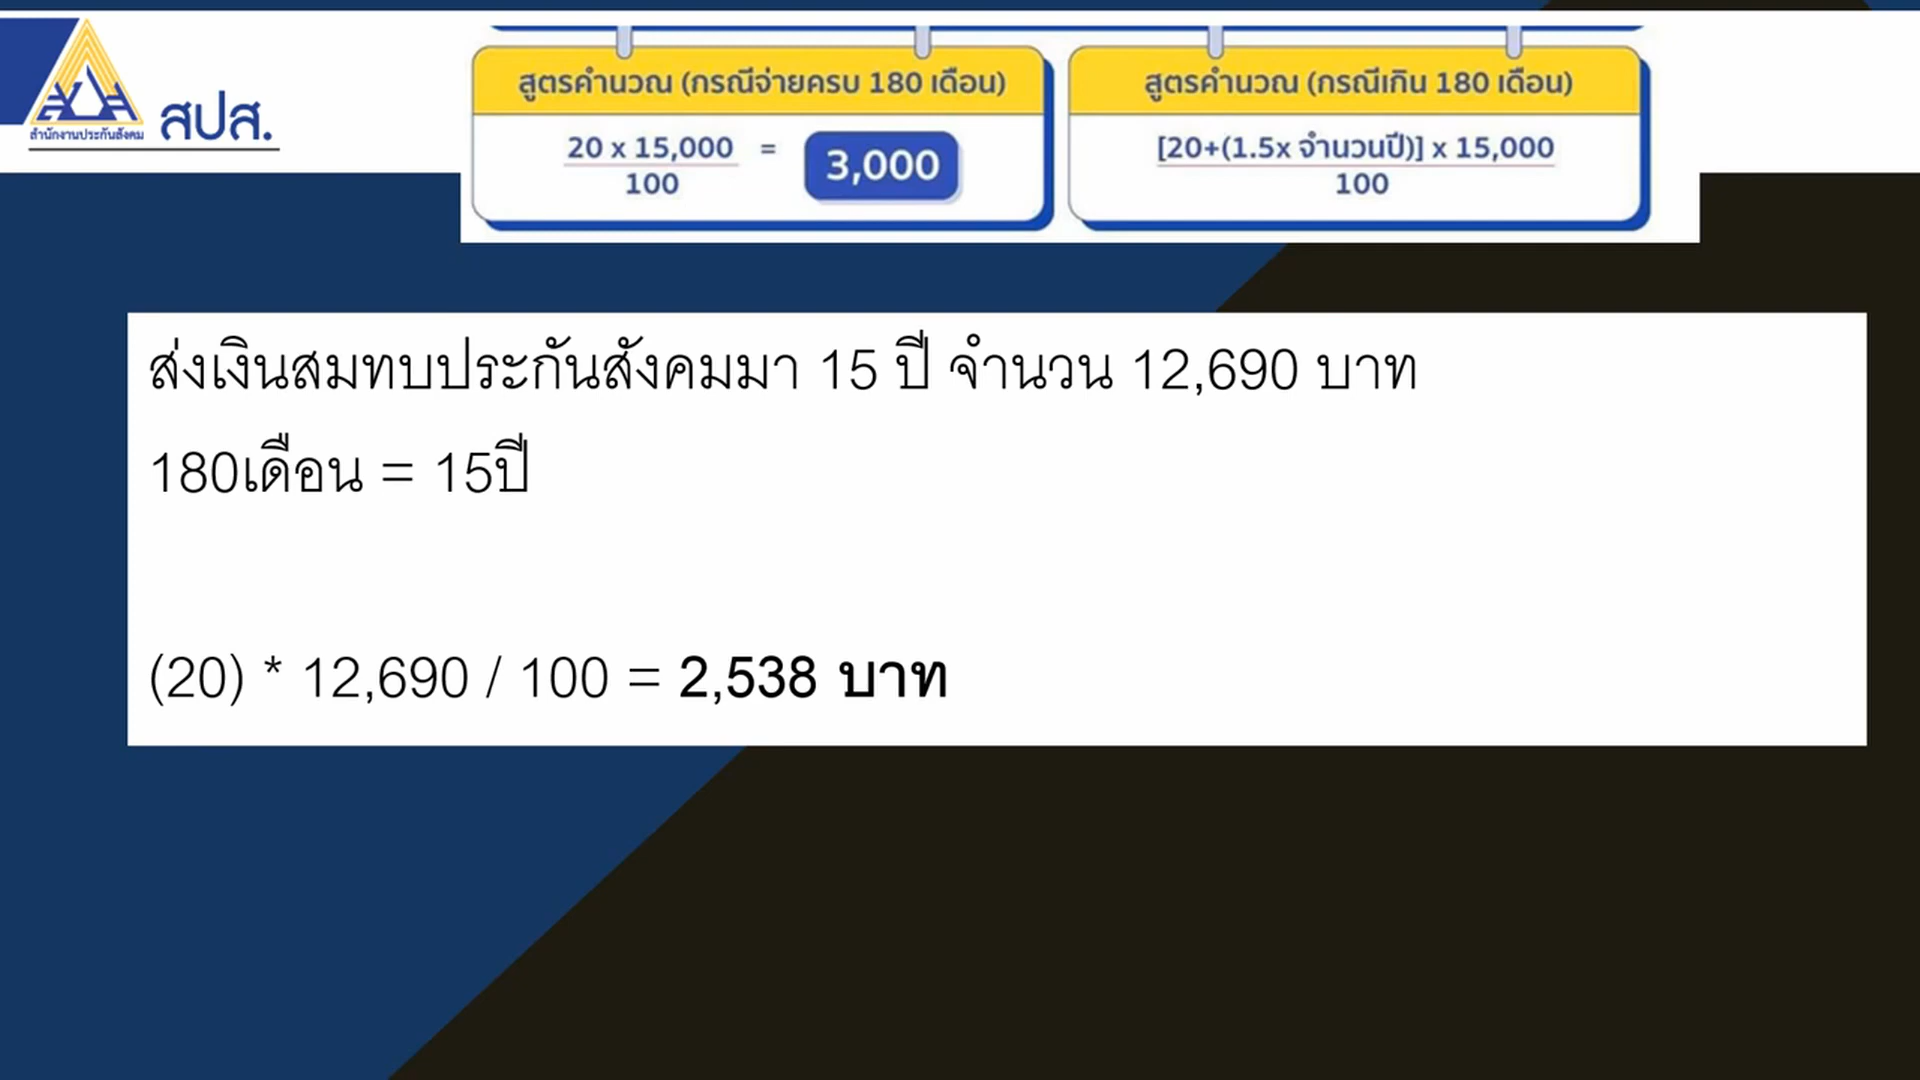 สำนักงานประกันสังคม
สปส.
สูตรคำนวณ (กรณีจ่ายครบ 180 เดือน)
20 x 15,000
100
=
3,000
สูตรคำนวณ (กรณีเกิน 180 เดือน)
[20+(1.5x จำนวนปี)] x 15,000
100
ส่งเงินสมทบประกันสังคมมา 15 ปี จำนวน 12,690 บาท
180เดือน = 15ปี
(20) * 12,690 / 100 = 2,538 บาท